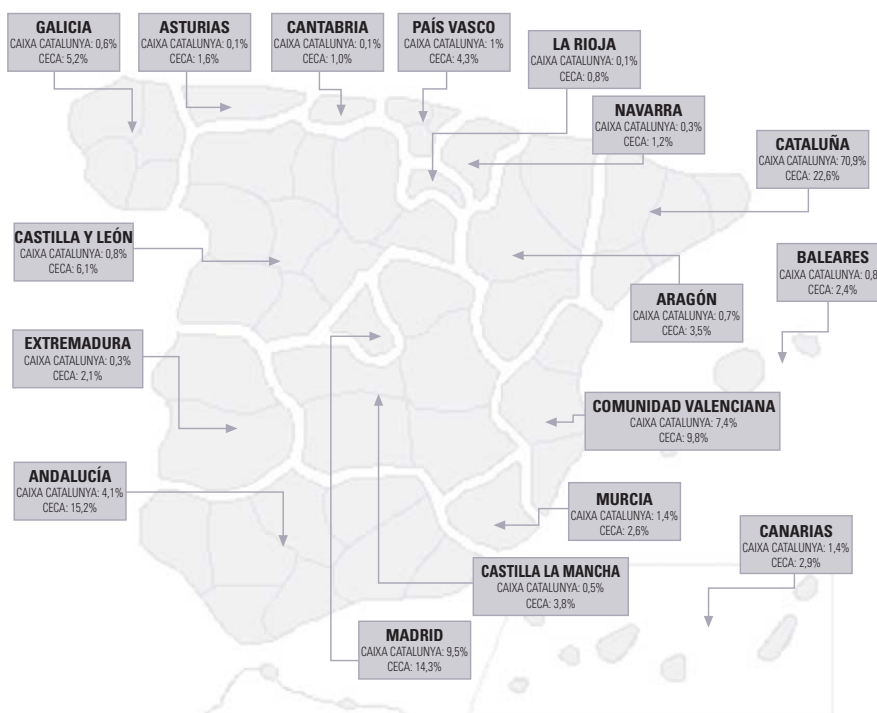 GALICIA
CAIXA CATALUNYA: 0,6%
CECA: 5,2%
ASTURIAS
CAIXA CATALUNYA: 0,1%
CECA: 1,6%
CANTABRIA
CAIXA CATALUNYA: 0,1%
CECA: 1,0%
PAÍS VASCO
CAIXA CATALUNYA: 1%
CECA: 4,3%
LA RIOJA
CAIXA CATALUNYA: 0,1%
CECA: 0,8%
NAVARRA
CAIXA CATALUNYA: 0,3%
CECA: 1,2%
CATALUÑA
CAIXA CATALUNYA: 70,9%
CECA: 22,6%
CASTILLA Y LEÓN
CAIXA CATALUNYA: 0,8%
CECA: 6,1%
BALEARES
CAIXA CATALUNYA: 0,8
CECA: 2,4%
ARAGÓN
CAIXA CATALUNYA: 0,7%
CECA: 3,5%
EXTREMADURA
CAIXA CATALUNYA: 0,3%
CECA: 2,1%
COMUNIDAD VALENCIANA
CAIXA CATALUNYA: 7,4%
CECA: 9,8%
ANDALUCÍA
CAIXA CATALUNYA: 4,1%
CECA: 15,2%
MURCIA
CAIXA CATALUNYA: 1,4%
CECA: 2,6%
CANARIAS
CAIXA CATALUNYA: 1,4%
CECA: 2,9%
CASTILLA LA MANCHA
CAIXA CATALUNYA: 0,5%
CECA: 3,8%
MADRID
CAIXA CATALUNYA: 9,5%
CECA: 14,3%